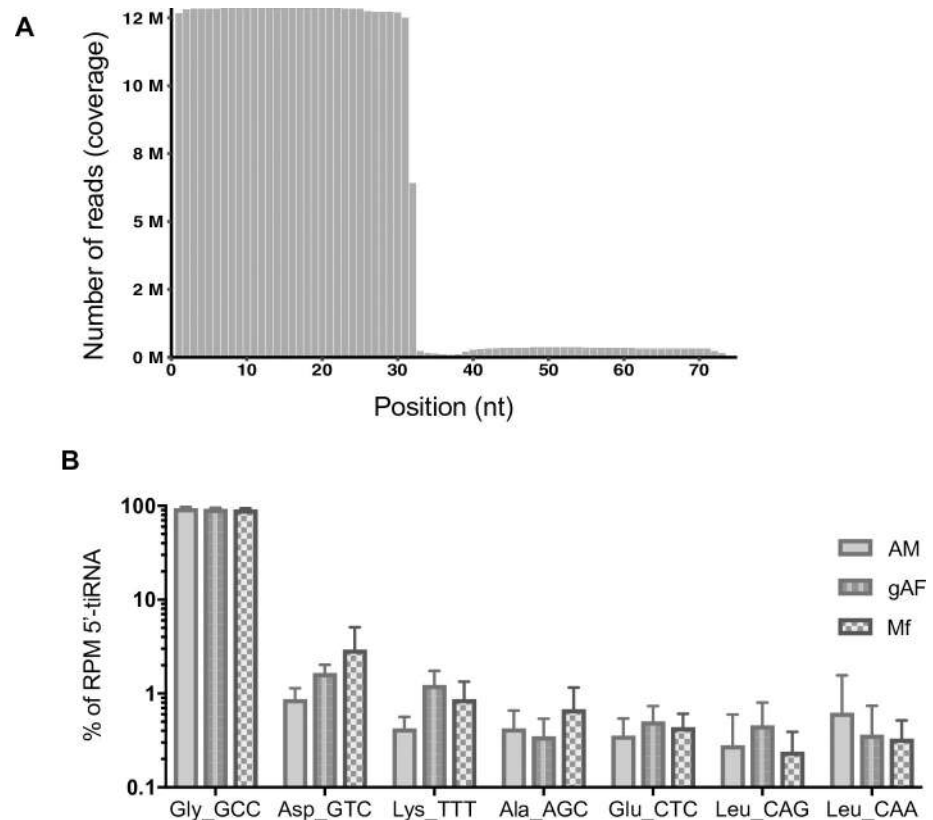 A
Number of reads (coverage)
12 M
10 M
8 M
5 M
2 M
0 M
0 10 20 30 40 50 60 70
Position (nt)
B
% of RPM 5'-tiRNA
100
10
1
0.1
AM
gAF
Mf
Gly_GCC Asp_GTC Lys_TTT Ala_AGC Glu_CTC Leu_CAG Leu_CAA